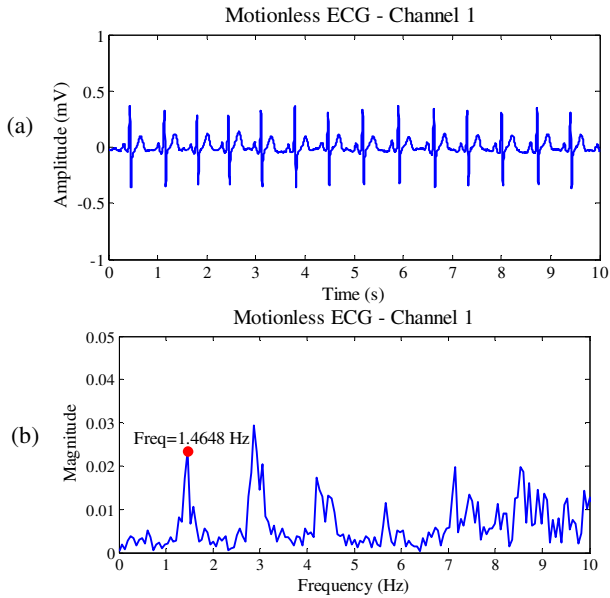 Motionless ECG - Channel 1
(a)
Amplitude (mV)
1
0.5
0
-0.5
-1
0 1 2 3 4 5 6 7 8 9 10
Time (s)
Motionless ECG - Channel 1
(b)
Magnitude
0.05
0.04
0.03
0.02
0.01
0
Freq=1.4648 Hz
0 1 2 3 4 5 6 7 8 9 10
Frequency (Hz)